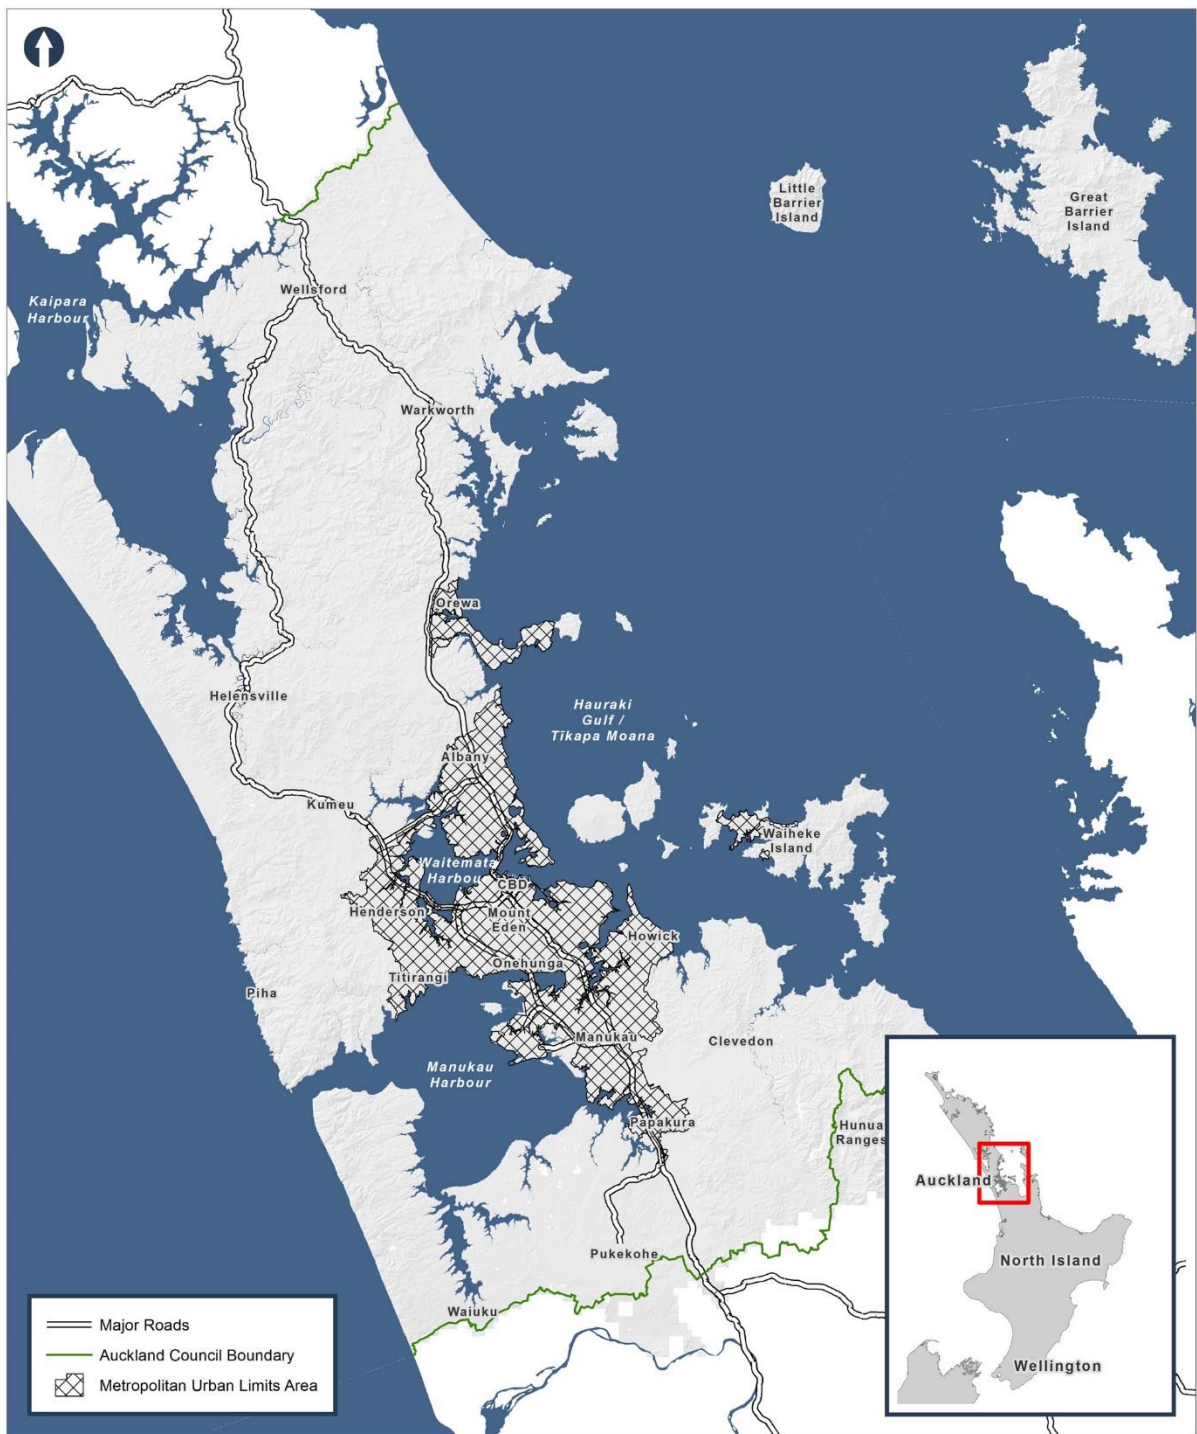 Little
Barrier
Island
Great
Barrier
Island
Kaipara
Harbour
Wellsford
Warkworth
Orewa
Helensville
Hauraki
Gulf /
Tīkapa Moana
Albany
Kumeu
Waiheke
Island
Waitemata
Harbou
CBD
Henderson
Mount
Eden
Howick
Onehunga
Titirangi
Piha
Manukau
Clevedon
Manukau
Harbour
Papakura
Hunua
Ranges
Pukekohe
Waiuku
Major Roads
Auckland Council Boundary
Metropolitan Urban Limits Area
Auckland
North Island
Wellington